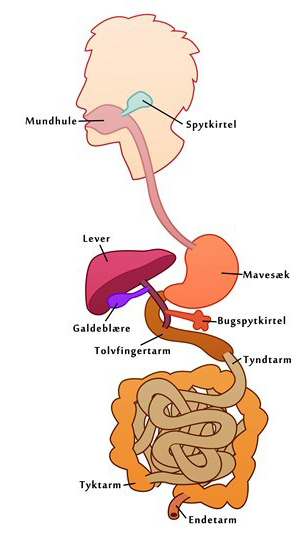 Mundhule
Spytkirtel
Lever
Mavesæk
Galdeblære
Bugspytkirtel
Tolvfingertarm
Tyndtarm
Tyktarm
Endetarm